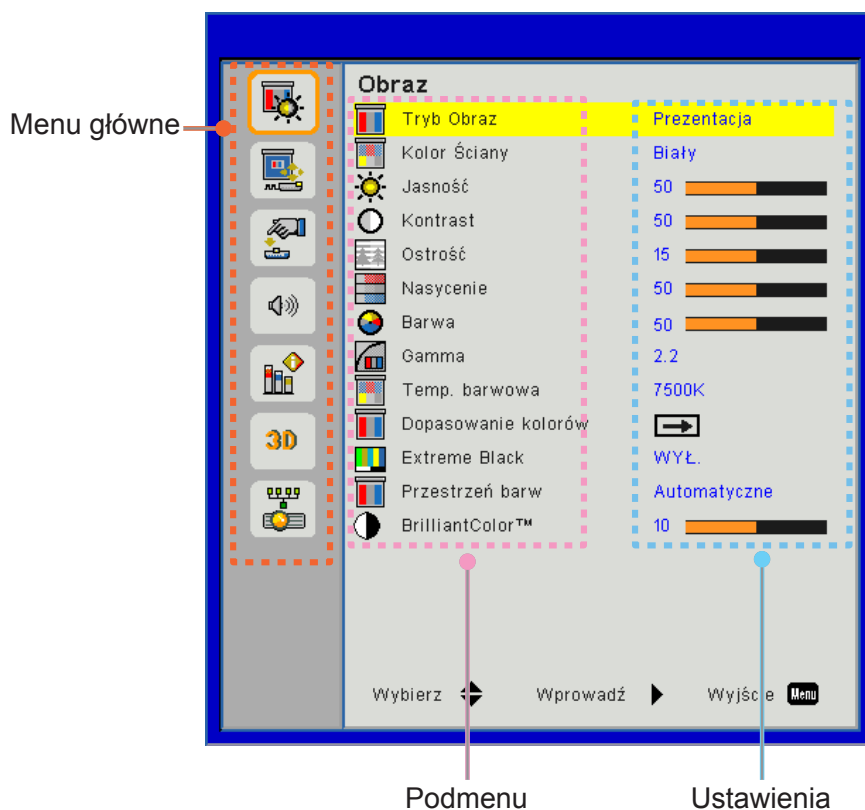 Obraz
Menu główne
Tryb Obraz Prezentacja
Kolor Ściany Biały
Jasność 50
Kontrast 50
Ostrość 15
Nasycenie 50
Barwa 50
Gamma 2.2
Temp. barwowa 7500K
Dopasowanie kolorów
Extreme Black WYŁ.
Przestrzeń barw Automatyczne
BrilliantColor™ 10
3D
Wybierz Wprowadź Wyjście Menu
Podmenu Ustawienia